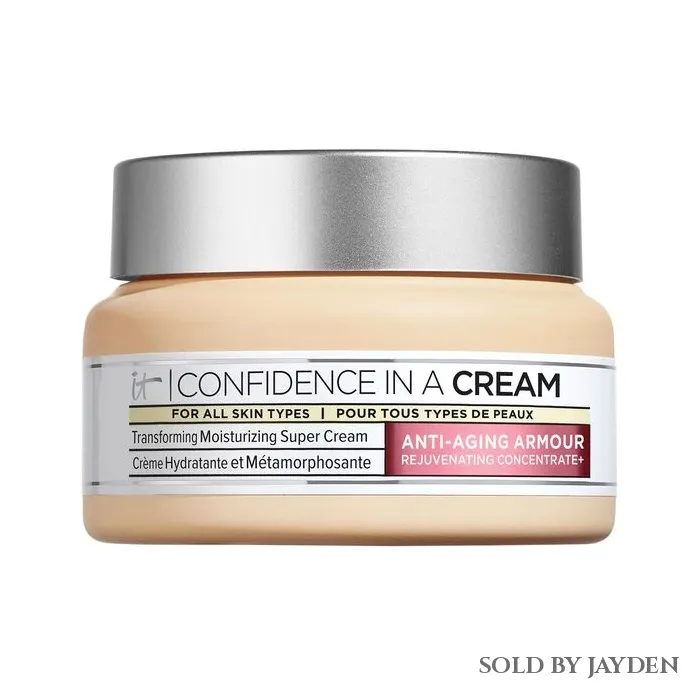 it | CONFIDENCE IN A CREAM
FOR ALL SKIN TYPES | POUR TOUS TYPES DE PEAUX
Transforming Moisturizing Super Cream
Crème Hydratante et Métamorphosante
ANTI-AGING ARMOUR
REJUVENATING CONCENTRATE+
SOLD BY JAYDEN